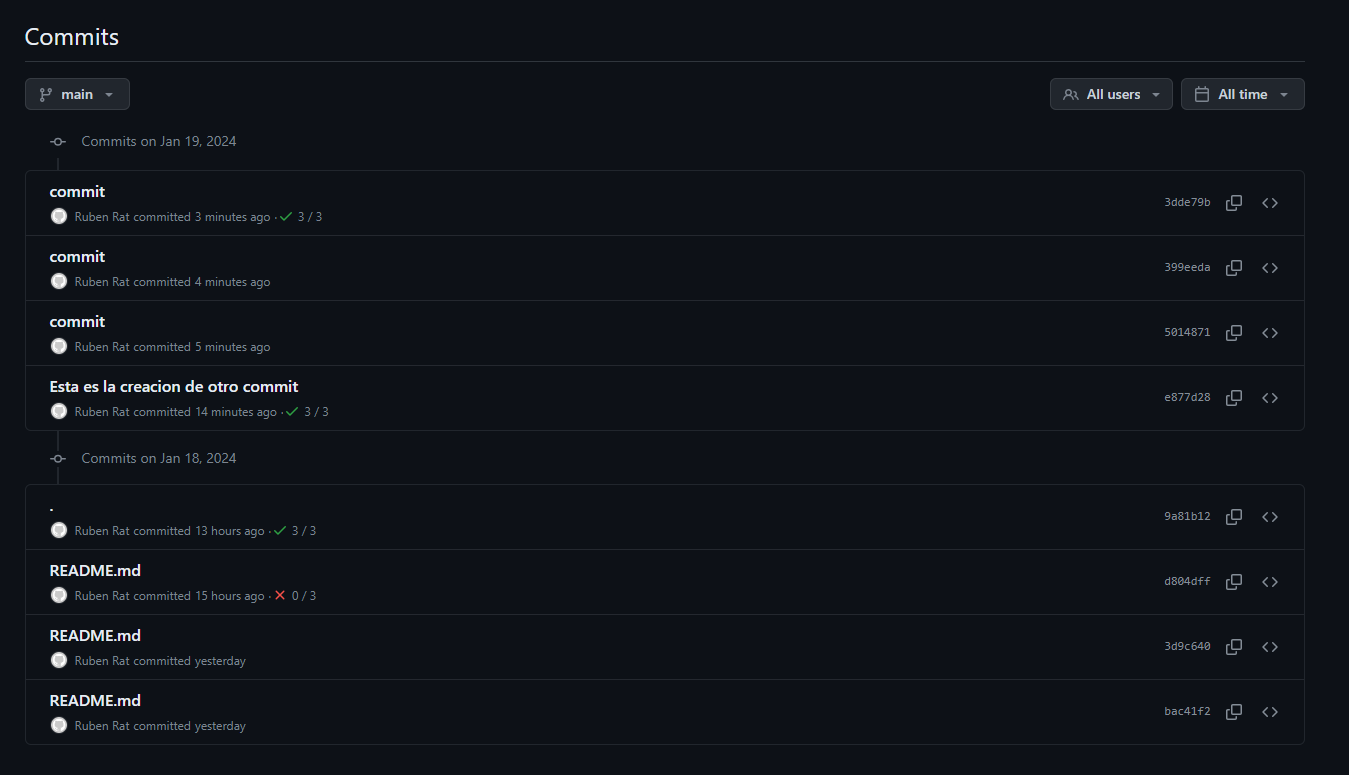 Commits
main All users All time
Commits on Jan 19, 2024
commit
Ruben Rat committed 3 minutes ago · 3 / 3 3dde79b
commit
Ruben Rat committed 4 minutes ago 399eeda
commit
Ruben Rat committed 5 minutes ago 5014871
Esta es la creacion de otro commit
Ruben Rat committed 14 minutes ago · 3 / 3 e877d28
Commits on Jan 18, 2024
.
Ruben Rat committed 13 hours ago · 3 / 3 9a81b12
README.md
Ruben Rat committed 15 hours ago · 0 / 3 d804dff
README.md
Ruben Rat committed yesterday 3d9c640
README.md
Ruben Rat committed yesterday bac41f2